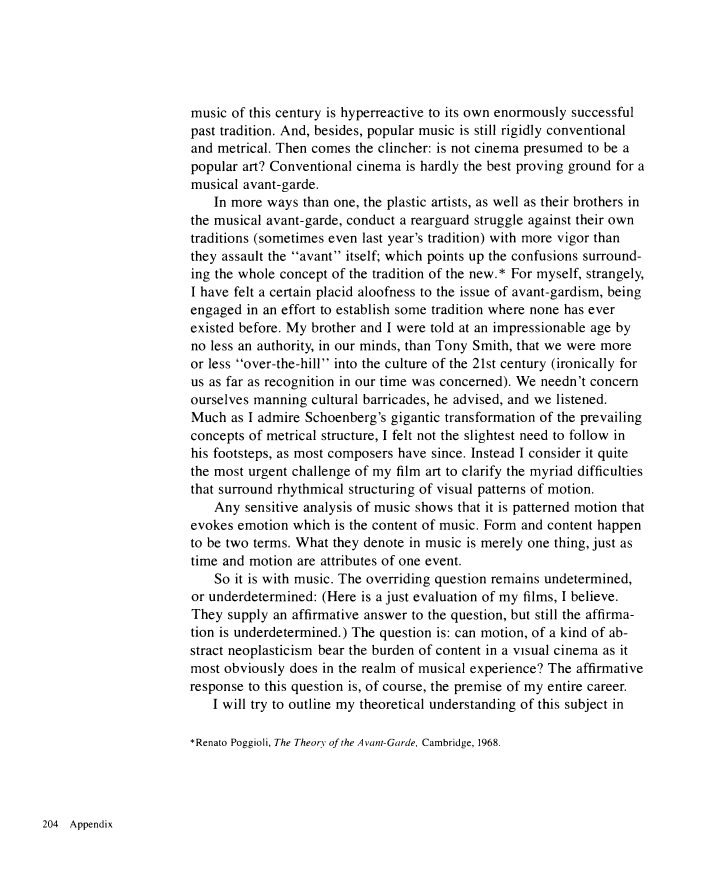 music of this century is hyperreactive to its own enormously successful
past tradition. And, besides, popular music is still rigidly conventional
and metrical. Then comes the clincher: is not cinema presumed to be a
popular art? Conventional cinema is hardly the best proving ground for a
musical avant-garde.
In more ways than one, the plastic artists, as well as their brothers in
the musical avant-garde, conduct a rearguard struggle against their own
traditions (sometimes even last year's tradition) with more vigor than
they assault the "avant" itself; which points up the confusions surround-
ing the whole concept of the tradition of the new.* For myself, strangely,
I have felt a certain placid aloofness to the issue of avant-gardism, being
engaged in an effort to establish some tradition where none has ever
existed before. My brother and I were told at an impressionable age by
no less an authority, in our minds, than Tony Smith, that we were more
or less "over-the-hill" into the culture of the 21st century (ironically for
us as far as recognition in our time was concerned). We needn't concern
ourselves manning cultural barricades, he advised, and we listened.
Much as I admire Schoenberg's gigantic transformation of the prevailing
concepts of metrical structure, I felt not the slightest need to follow in
his footsteps, as most composers have since. Instead I consider it quite
the most urgent challenge of my film art to clarify the myriad difficulties
that surround rhythmical structuring of visual patterns of motion.
Any sensitive analysis of music shows that it is patterned motion that
evokes emotion which is the content of music. Form and content happen
to be two terms. What they denote in music is merely one thing, just as
time and motion are attributes of one event.
So it is with music. The overriding question remains undetermined,
or underdetermined: (Here is a just evaluation of my films, I believe.
They supply an affirmative answer to the question, but still the affirma-
tion is underdetermined.) The question is: can motion, of a kind of ab-
stract neoplasticism bear the burden of content in a visual cinema as it
most obviously does in the realm of musical experience? The affirmative
response to this question is, of course, the premise of my entire career.
I will try to outline my theoretical understanding of this subject in
*Renato Poggioli, The Theory of the Avant-Garde, Cambridge, 1968.
204 Appendix